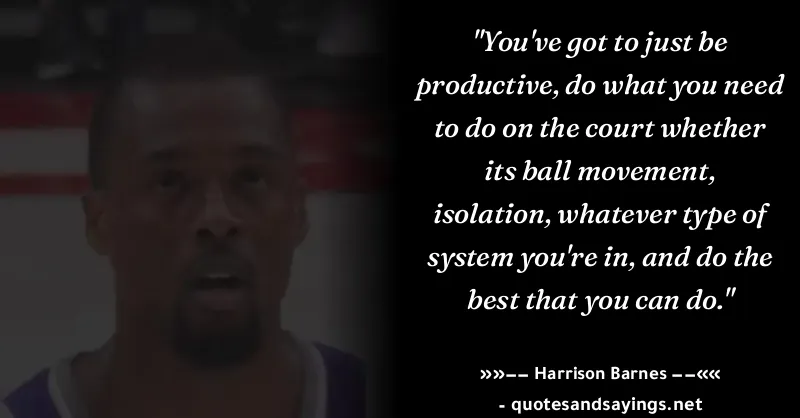 "You've got to just be
productive, do what you need
to do on the court whether
its ball movement,
isolation, whatever type of
system you're in, and do the
best that you can do."
»»−− Harrison Barnes −−««
- quotesandsayings.net